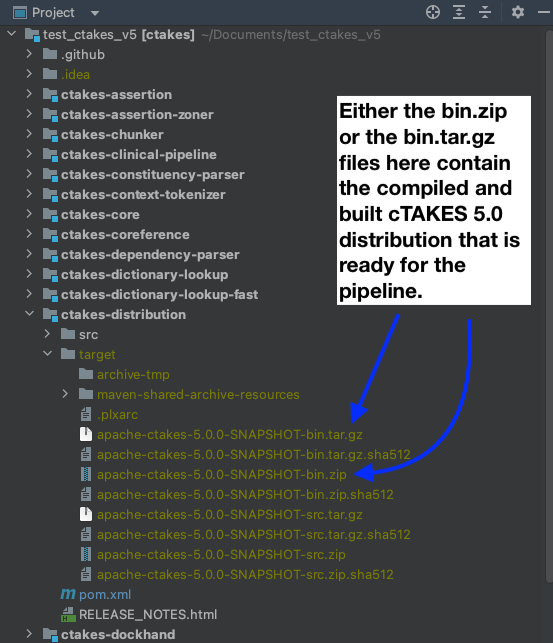 Project
test_ctakes_v5 [ctakes] ~/Documents/test_ctakes_v5
.github
.idea
ctakes-assertion
ctakes-assertion-zoner
ctakes-chunker
ctakes-clinical-pipeline
ctakes-constituency-parser
ctakes-context-tokenizer
ctakes-core
ctakes-coreference
ctakes-dependency-parser
ctakes-dictionary-lookup
ctakes-dictionary-lookup-fast
ctakes-distribution
src
target
archive-tmp
maven-shared-archive-resources
.plxarc
apache-ctakes-5.0.0-SNAPSHOT-bin.tar.gz
apache-ctakes-5.0.0-SNAPSHOT-bin.tar.gz.sha512
apache-ctakes-5.0.0-SNAPSHOT-bin.zip
apache-ctakes-5.0.0-SNAPSHOT-bin.zip.sha512
apache-ctakes-5.0.0-SNAPSHOT-src.tar.gz
apache-ctakes-5.0.0-SNAPSHOT-src.tar.gz.sha512
apache-ctakes-5.0.0-SNAPSHOT-src.zip
apache-ctakes-5.0.0-SNAPSHOT-src.zip.sha512
pom.xml
RELEASE_NOTES.html
ctakes-dockhand
Either the bin.zip
or the bin.tar.gz
files here contain
the compiled and
built cTAKES 5.0
distribution that is
ready for the
pipeline.